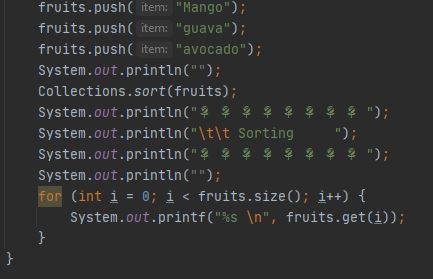 fruits.push( item: "Mango");
fruits.push( item: "guava");
fruits.push( item: "avocado");
System.out.println("");
Collections.sort(fruits);
System.out.println("⚘ ⚘ ⚘ ⚘ ⚘ ⚘ ⚘ ⚘ ");
System.out.println("\t\t Sorting     ");
System.out.println("⚘ ⚘ ⚘ ⚘ ⚘ ⚘ ⚘ ⚘ ");
System.out.println("");
for (int i = 0; i < fruits.size(); i++) {
System.out.printf("%s \n", fruits.get(i));
}
}